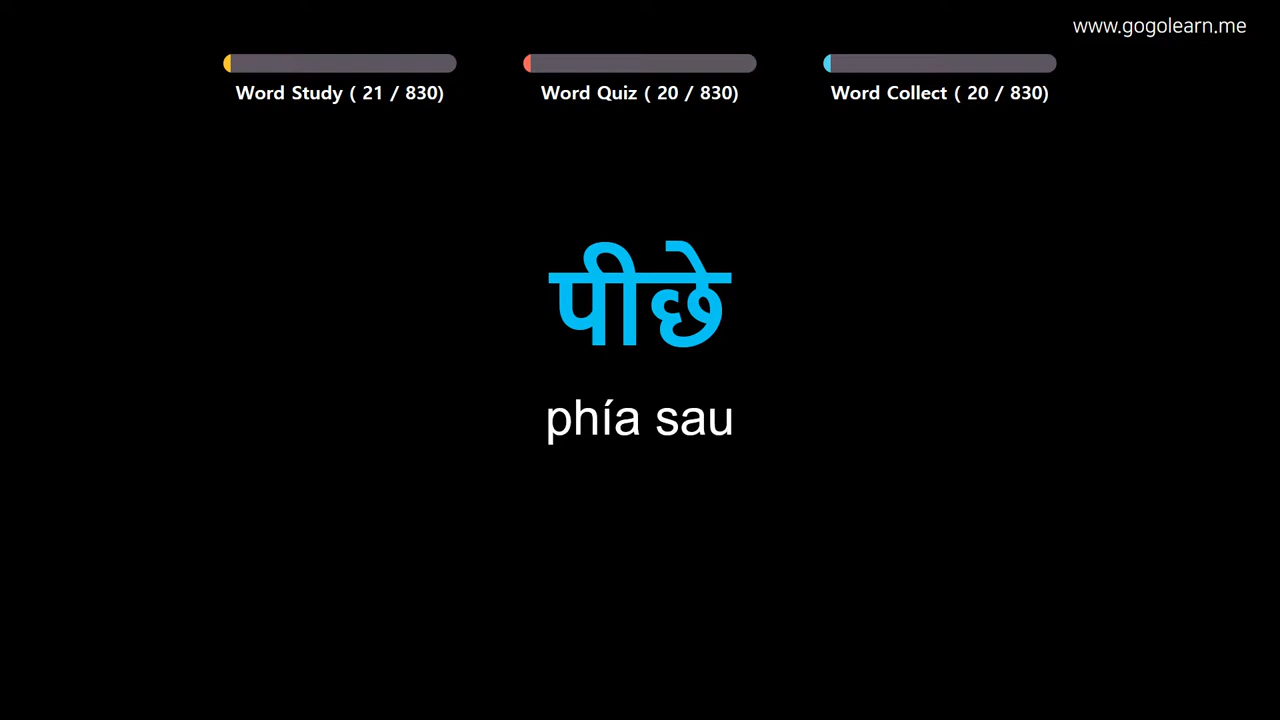 www.gogolearn.me
Word Study ( 21 / 830)
Word Quiz ( 20 / 830)
Word Collect ( 20 / 830)
पीछे
phía sau